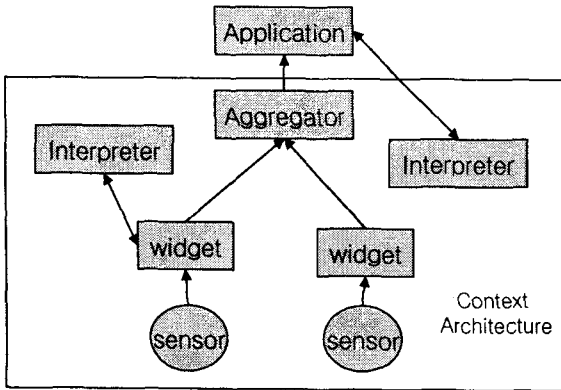 Application
Aggregator
Interpreter
Interpreter
widget
widget
Context
Architecture
sensor
sensor